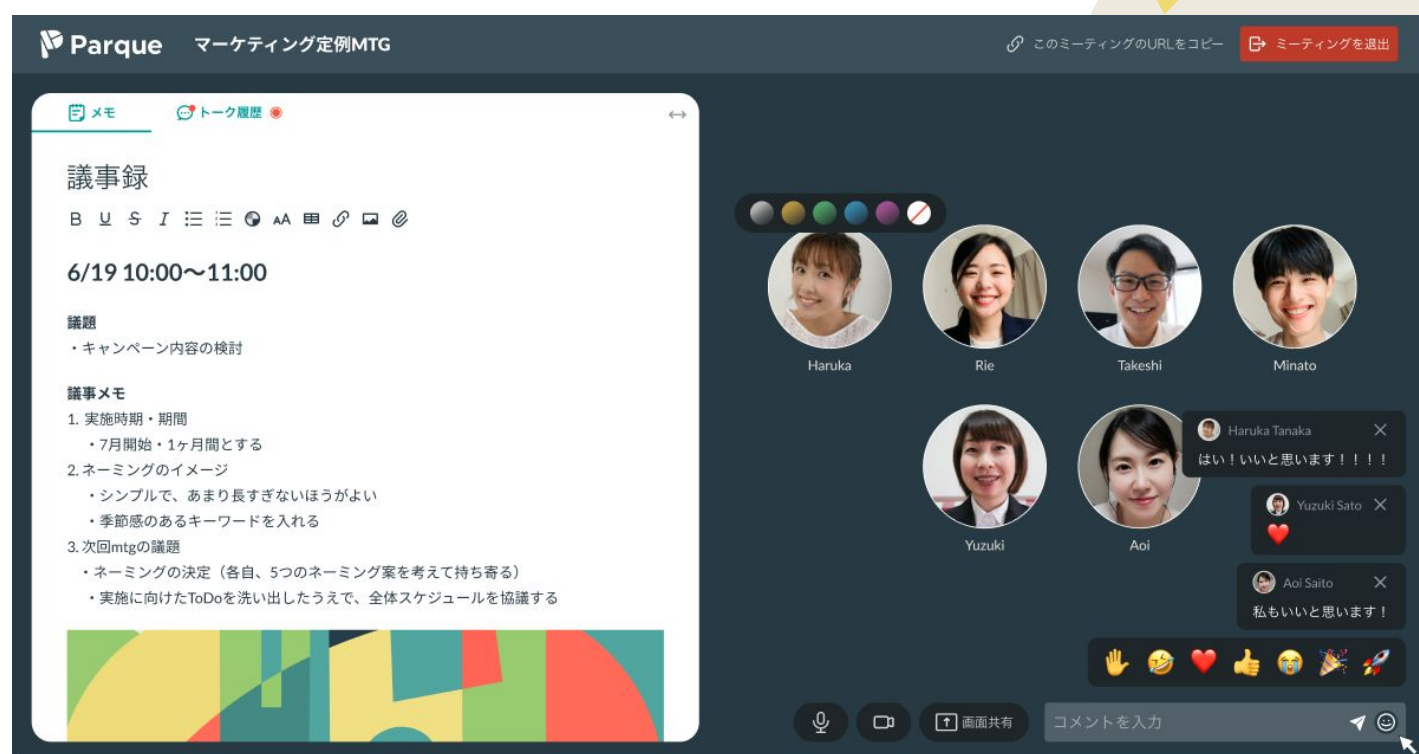 Parque マーケティング定例MTG
このミーティングのURLをコピー
ミーティングを退出
メモ
トーク履歴
議事録
B U S I AA
6/19 10:00〜11:00
議題
・キャンペーン内容の検討
議事メモ
1. 実施時期・期間
・7月開始・1ヶ月間とする
2. ネーミングのイメージ
・シンプルで、あまり長すぎないほうがよい
・季節感のあるキーワードを入れる
3. 次回mtgの議題
・ネーミングの決定（各自、5つのネーミング案を考えて持ち寄る）
・実施に向けたToDoを洗い出したうえで、全体スケジュールを協議する
Haruka
Rie
Takeshi
Minato
Yuzuki
Aoi
Haruka Tanaka
はい！いいと思います！！！！
Yuzuki Sato
Aoi Saito
私もいいと思います！
画面共有
コメントを入力